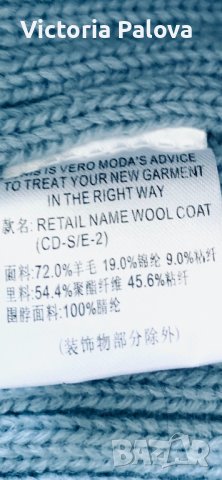 Victoria Palova
THIS IS VERO MODA'S ADVICE
TO TREAT YOUR NEW GARMENT
IN THE RIGHT WAY
款名: RETAIL NAME WOOL COAT
(CD-S/E-2)
面料:72.0%羊毛 19.0%锦纶 9.0%粘纤
里料:54.4%聚酯纤维 45.6%粘纤
围脖面料:100%腈纶
(装饰物部分除外)
BAZAR